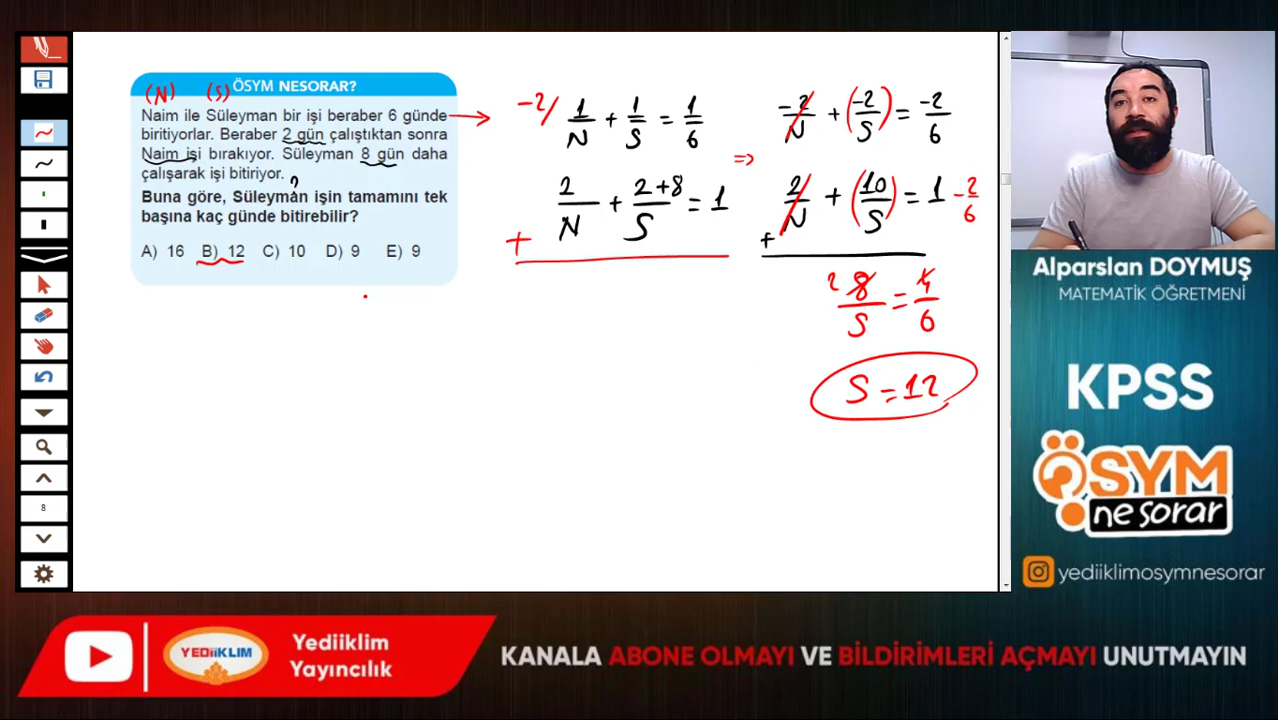 ÖSYM NESORAR?
(N) (S)
Naim ile Süleyman bir işi beraber 6 günde
biritiyorlar. Beraber 2 gün çalıştıktan sonra
Naim işi bırakıyor. Süleyman 8 gün daha
çalışarak işi bitiriyor.
?
Buna göre, Süleyman işin tamamını tek
başına kaç günde bitirebilir?
A) 16 B) 12 C) 10 D) 9 E) 9
-2/ 1/N + 1/S = 1/6
2/N + 2+8/S = 1
+
⇒
-2/N + (-2/S) = -2/6
2/N + (10/S) = 1 -2/6
+
2 8/S = 4/6
S = 12
8
Alparslan DOYMUŞ
MATEMATİK ÖĞRETMENİ
KPSS
ÖSYM
ne sorar
yediiklimosymnesorar
YEDİİKLİM
Yediiklim
Yayıncılık
KANALA ABONE OLMAYI VE BİLDİRİMLERİ AÇMAYI UNUTMAYIN